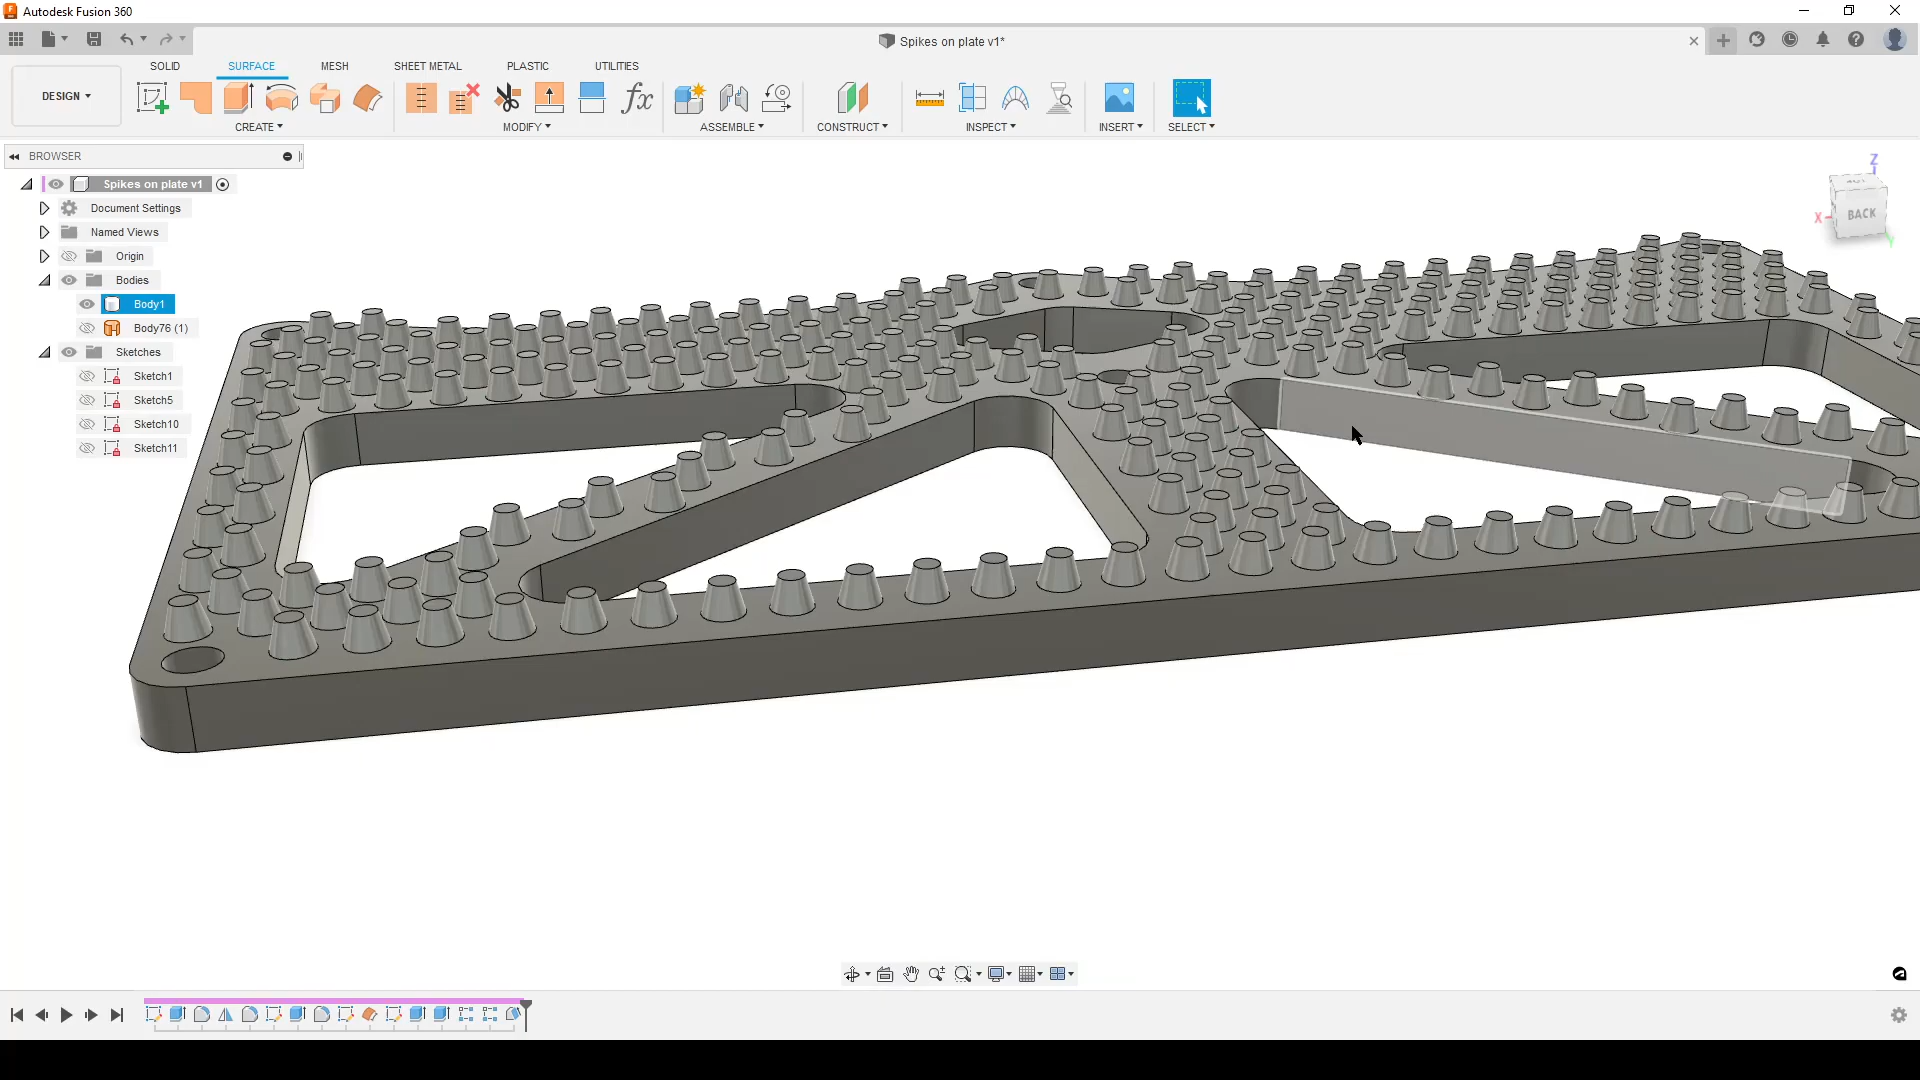 Autodesk Fusion 360
Spikes on plate v1*
SOLID SURFACE MESH SHEET METAL PLASTIC UTILITIES
DESIGN
fx
CREATE MODIFY ASSEMBLE CONSTRUCT INSPECT INSERT SELECT
BROWSER
Spikes on plate v1
Document Settings
Named Views
Origin
Bodies
Body1
Body76 (1)
Sketches
Sketch1
Sketch5
Sketch10
Sketch11
Z
X
BACK
Y